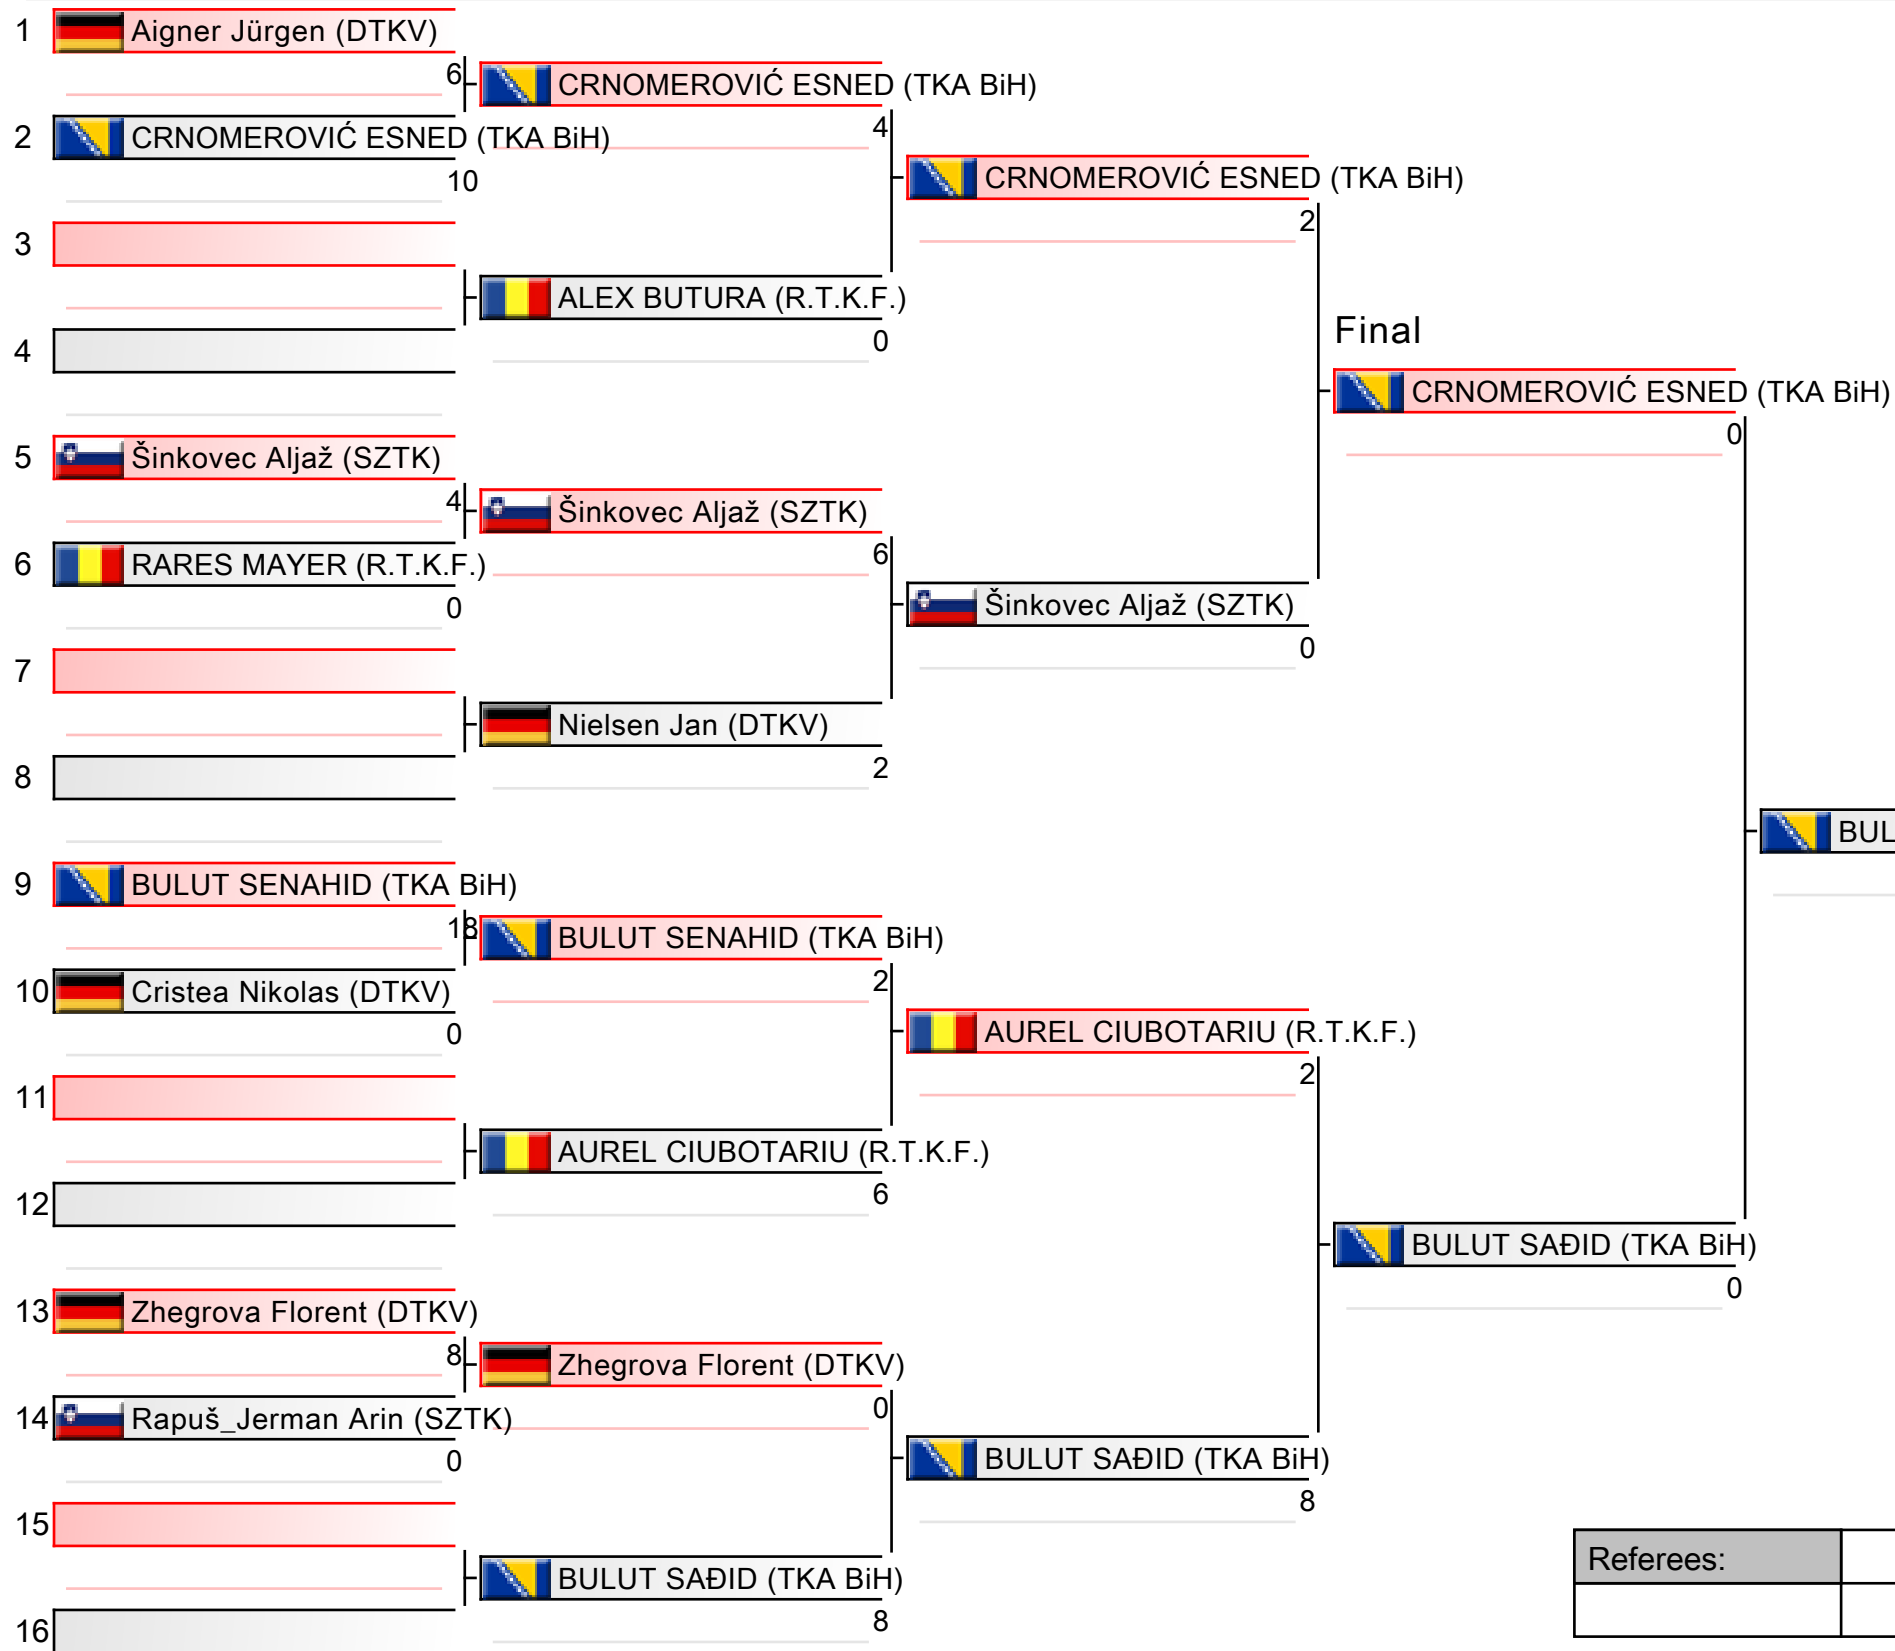 1 Aigner Jürgen (DTKV)
6 CRNOMEROVIĆ ESNED (TKA BiH)
2 CRNOMEROVIĆ ESNED (TKA BiH)
4
10
CRNOMEROVIĆ ESNED (TKA BiH)
2
3
ALEX BUTURA (R.T.K.F.)
0
4
Final
CRNOMEROVIĆ ESNED (TKA BiH)
0
5 Šinkovec Aljaž (SZTK)
4 Šinkovec Aljaž (SZTK)
6
6 RARES MAYER (R.T.K.F.)
0
Šinkovec Aljaž (SZTK)
0
7
Nielsen Jan (DTKV)
2
8
BUL
9 BULUT SENAHID (TKA BiH)
18 BULUT SENAHID (TKA BiH)
2
10 Cristea Nikolas (DTKV)
0
AUREL CIUBOTARIU (R.T.K.F.)
2
11
AUREL CIUBOTARIU (R.T.K.F.)
6
12
BULUT SAĐID (TKA BiH)
0
13 Zhegrova Florent (DTKV)
8 Zhegrova Florent (DTKV)
0
14 Rapuš_Jerman Arin (SZTK)
0
BULUT SAĐID (TKA BiH)
8
15
BULUT SAĐID (TKA BiH)
8
16
Referees: